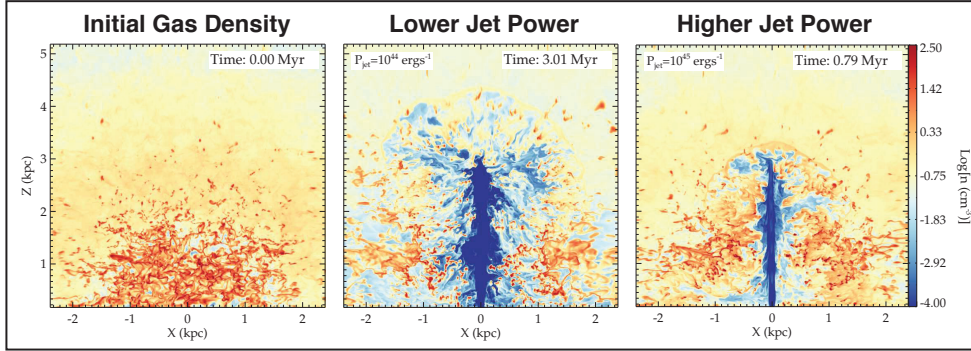 Initial Gas Density
Lower Jet Power
Higher Jet Power
Time: 0.00 Myr
P_jet=10^44 ergs^-1
Time: 3.01 Myr
P_jet=10^45 ergs^-1
Time: 0.79 Myr
5
4
3
2
1
Z (kpc)
-2 -1 0 1 2
X (kpc)
-2 -1 0 1 2
X (kpc)
-2 -1 0 1 2
X (kpc)
2.50
1.42
0.33
-0.75
-1.83
-2.92
-4.00
Log[n (cm^-3)]